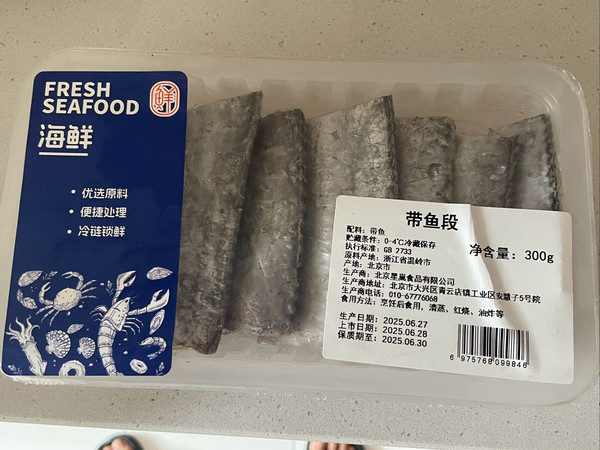 FRESH
SEAFOOD
鲜
海鲜
• 优选原料
• 便捷处理
• 冷链锁鲜
带鱼段
净含量：300g
配料：带鱼
贮藏条件：0-4℃冷藏保存
执行标准：GB 2733
原料产地：浙江省温岭市
产地：北京市
生产商：北京星巢食品有限公司
生产商地址：北京市大兴区青云店镇工业区安慧子5号院
生产商电话：010-67776068
食用方法：烹饪后食用，清蒸、红烧、油炸等
生产日期：2025.06.27
上市日期：2025.06.28
保质期至：2025.06.30
6 975768 099846